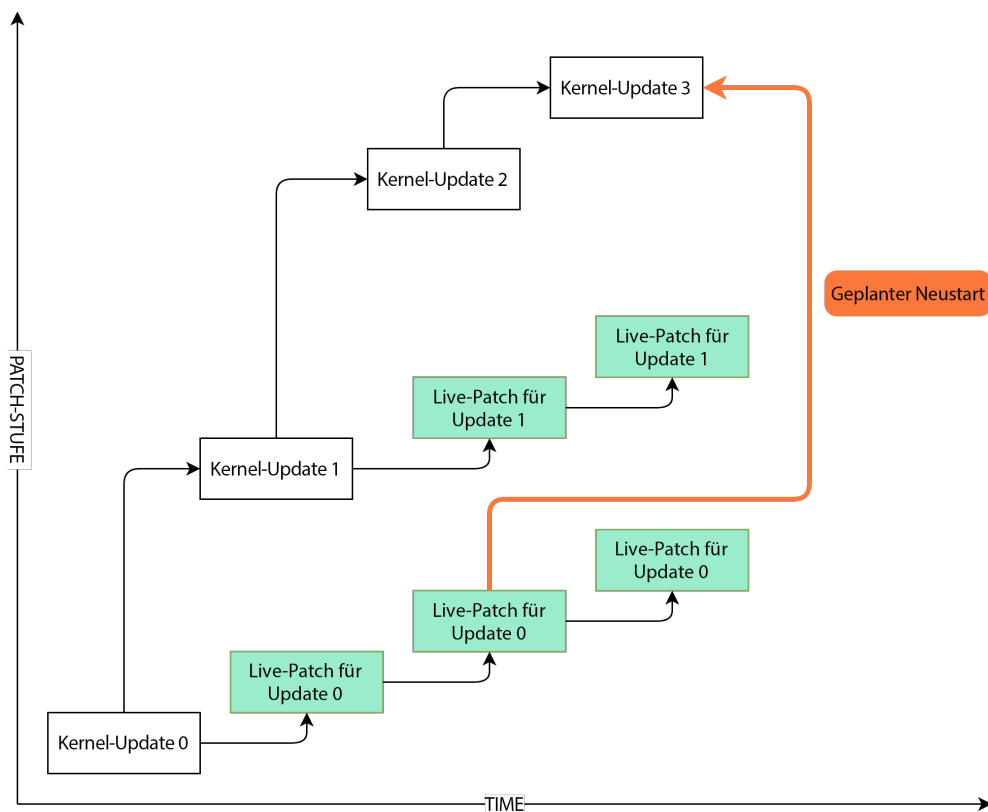 Kernel-Update 3
Kernel-Update 2
Geplanter Neustart
Live-Patch für
Update 1
Live-Patch für
Update 1
PATCH-STUFE
Kernel-Update 1
Live-Patch für
Update 0
Live-Patch für
Update 0
Live-Patch für
Update 0
Kernel-Update 0
TIME